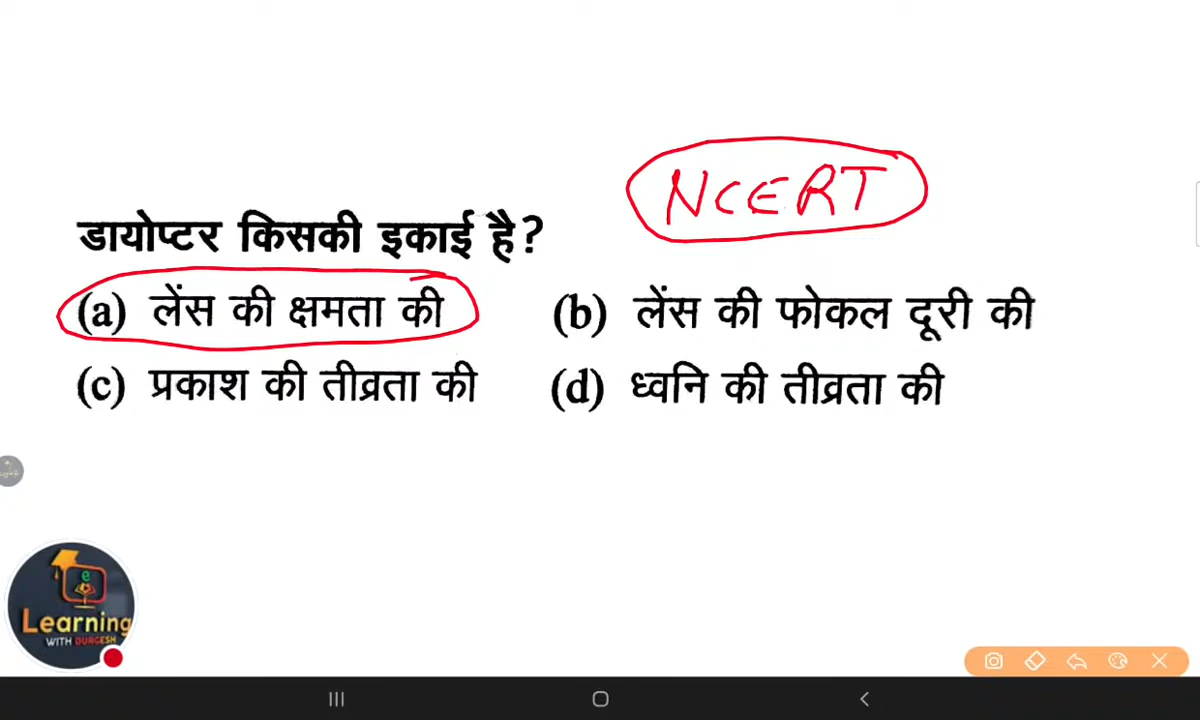 NCERT
डायोप्टर किसकी इकाई है?
(a) लेंस की क्षमता की (b) लेंस की फोकल दूरी की
(c) प्रकाश की तीव्रता की (d) ध्वनि की तीव्रता की
e
Learning
WITH DURGESH